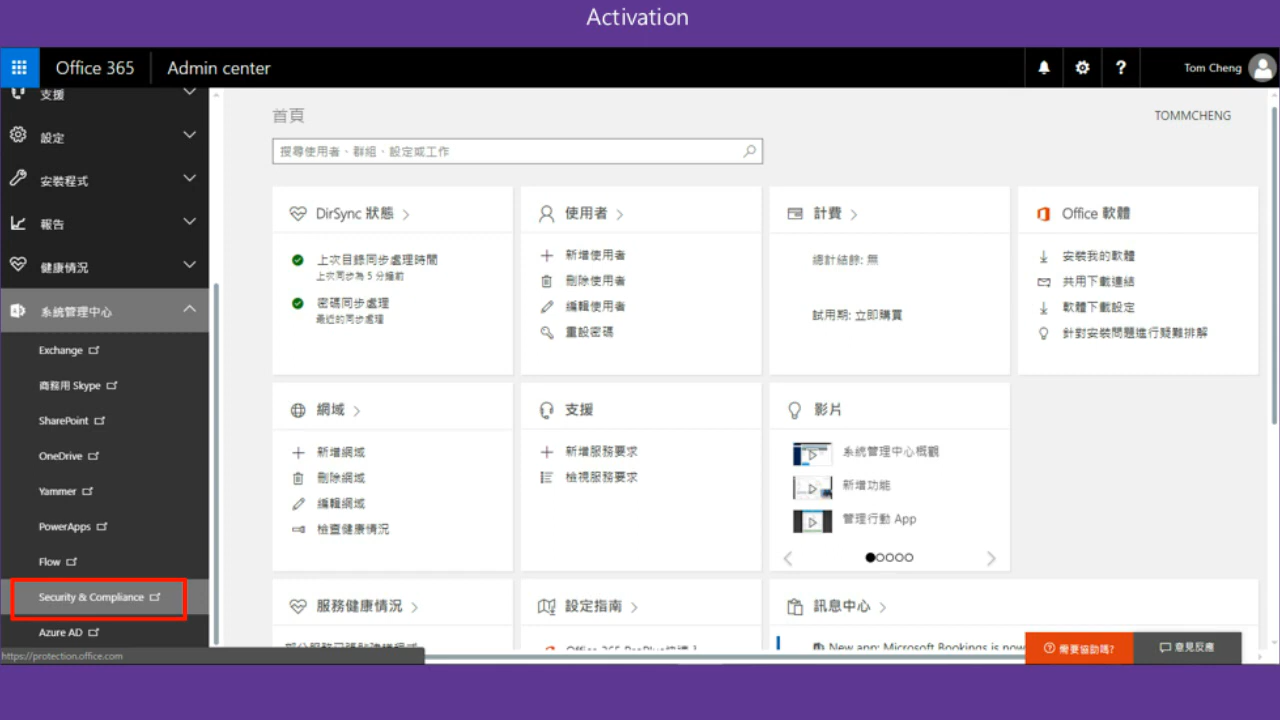 Activation
Office 365
Admin center
Tom Cheng
支援
設定
安裝程式
報告
健康情況
系統管理中心
Exchange
商務用 Skype
SharePoint
OneDrive
Yammer
PowerApps
Flow
Security & Compliance
Azure AD
https://protection.office.com
首頁
TOMMCHENG
搜尋使用者、群組、設定或工作
DirSync 狀態
上次目錄同步處理時間
上次同步為 5 分鐘前
密碼同步處理
最近的同步處理
使用者
新增使用者
刪除使用者
編輯使用者
重設密碼
計費
總計結餘: 無
試用期: 立即購買
Office 軟體
安裝我的軟體
共用下載連結
軟體下載設定
針對安裝問題進行疑難排解
網域
新增網域
刪除網域
編輯網域
檢查健康情況
支援
新增服務要求
檢視服務要求
影片
系統管理中心概觀
新增功能
管理行動 App
服務健康情況
設定指南
訊息中心
New app: Microsoft Bookings is now
需要協助嗎?
意見反應